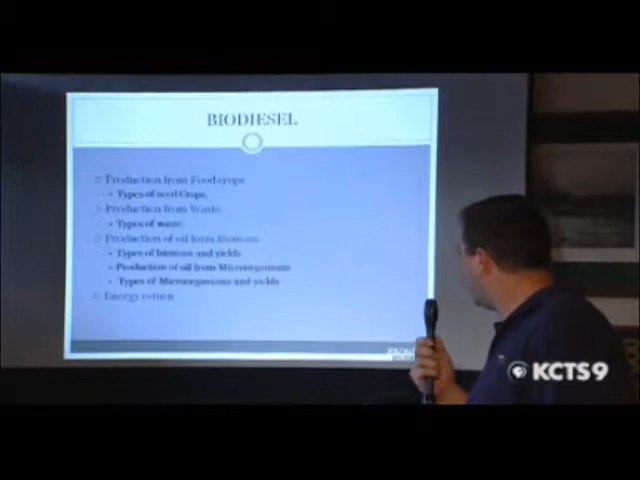 BIODIESEL
Production from Food crops
Types of seed Crops.
Production from Waste
Types of waste.
Production of oil form Biomass
Types of biomass and yields
Production of oil from Microorganisms
Types of Microorganisms and yields
Energy return
KCTS9